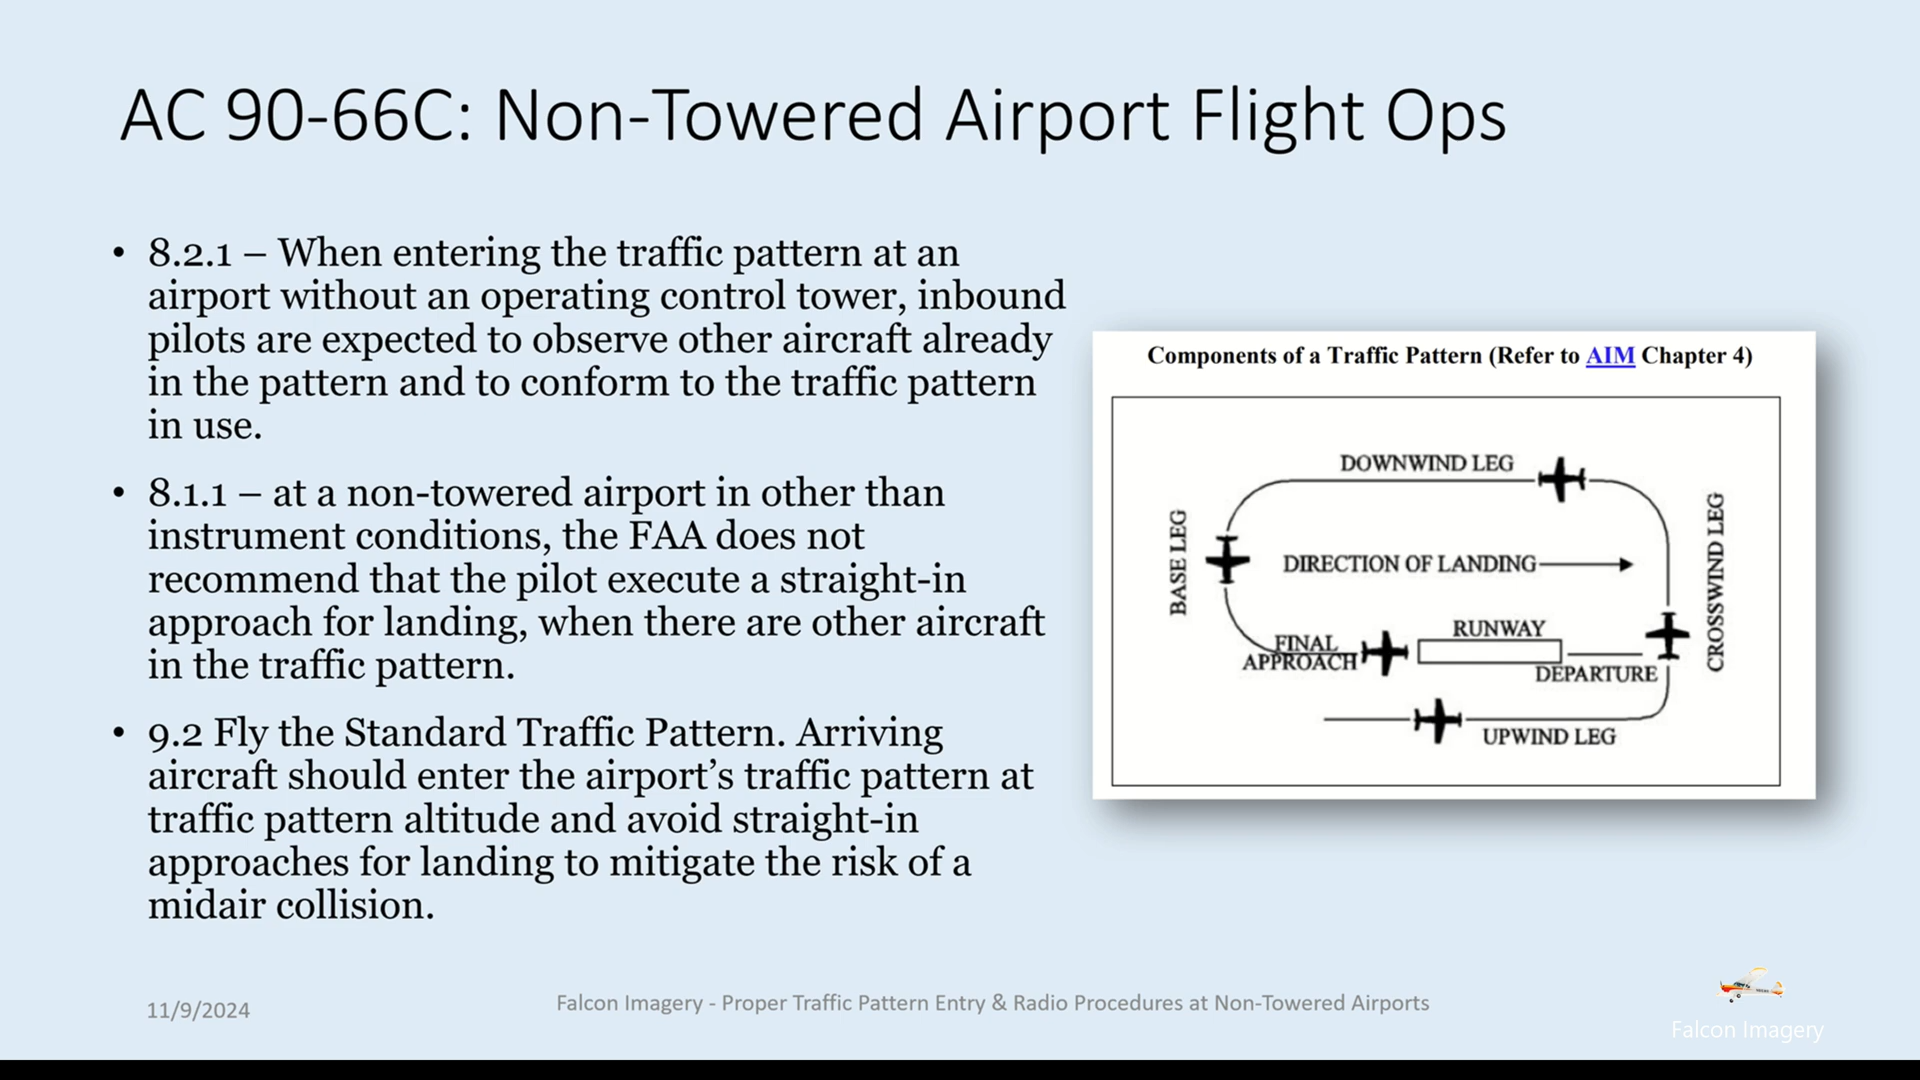 AC 90-66C: Non-Towered Airport Flight Ops
• 8.2.1 – When entering the traffic pattern at an
airport without an operating control tower, inbound
pilots are expected to observe other aircraft already
in the pattern and to conform to the traffic pattern
in use.
• 8.1.1 – at a non-towered airport in other than
instrument conditions, the FAA does not
recommend that the pilot execute a straight-in
approach for landing, when there are other aircraft
in the traffic pattern.
• 9.2 Fly the Standard Traffic Pattern. Arriving
aircraft should enter the airport’s traffic pattern at
traffic pattern altitude and avoid straight-in
approaches for landing to mitigate the risk of a
midair collision.
Components of a Traffic Pattern (Refer to AIM Chapter 4)
DOWNWIND LEG
BASE LEG
DIRECTION OF LANDING
CROSSWIND LEG
RUNWAY
FINAL
APPROACH
DEPARTURE
UPWIND LEG
11/9/2024
Falcon Imagery - Proper Traffic Pattern Entry & Radio Procedures at Non-Towered Airports
Falcon Imagery